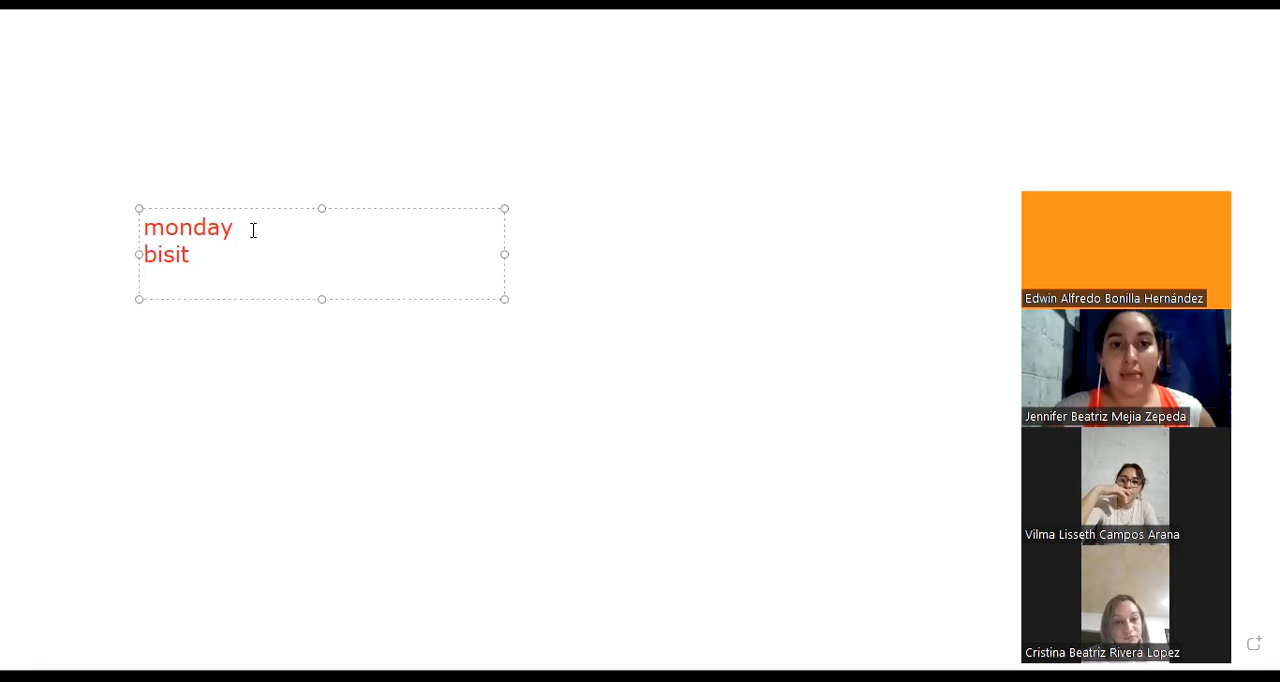 monday
bisit
Edwin Alfredo Bonilla Hernández
Jennifer Beatriz Mejia Zepeda
Vilma Lisseth Campos Arana
Cristina Beatriz Rivera Lopez